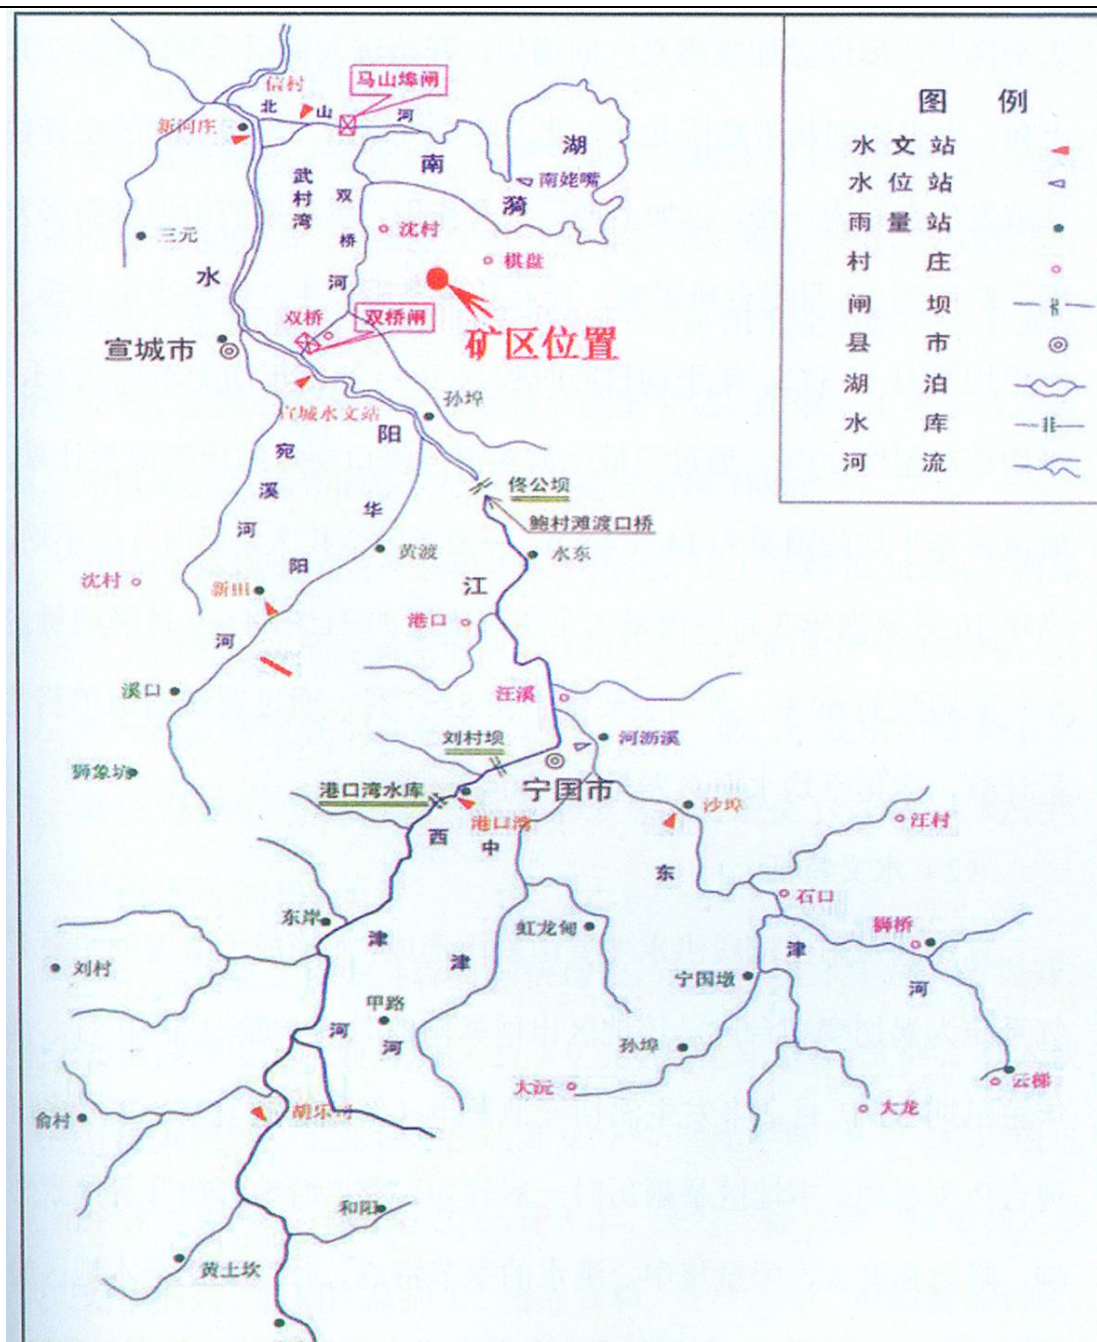 图 例
水文站
水位站
雨量站
村庄
闸坝
县市
湖泊
水库
河流
信村
马山埠闸
北山河
新河庄
湖
南漪
南姥嘴
武村湾
双桥河
沈村
三元
棋盘
水
双桥
双桥闸
矿区位置
宣城市
孙埠
宣城水文站
阳
宛溪河
佟公坝
鲍村滩渡口桥
华
黄渡
水东
阳
沈村
新田
江
港口
河
溪口
汪溪
刘村坝
河沥溪
狮象坑
宁国市
港口湾水库
沙埠
港口湾
江村
西
中
东
石口
东岸
虹龙甸
狮桥
津
津
津
刘村
宁国墩
河
甲路
河
河
孙埠
大沅
云梯
俞村
大龙
和阳
黄土坎